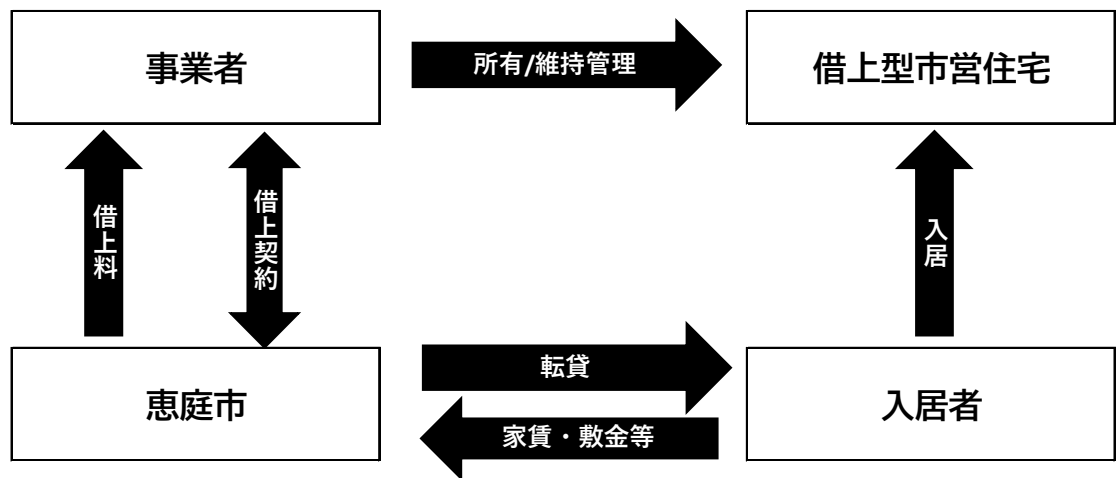 事業者
所有/維持管理
借上型市営住宅
借上料
借上契約
入居
恵庭市
転貸
家賃・敷金等
入居者